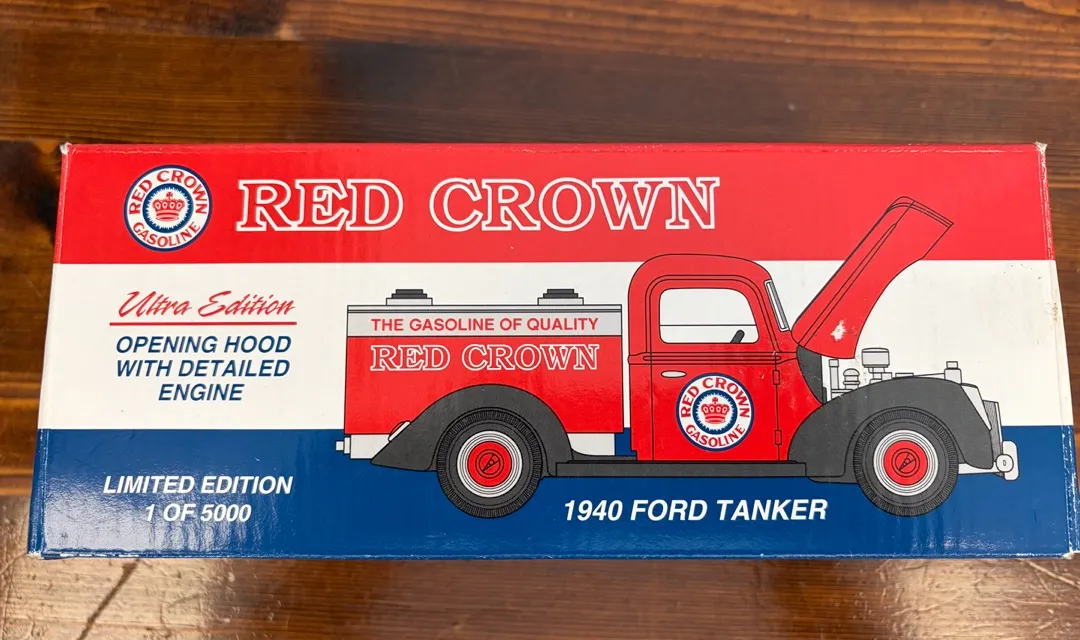 RED CROWN
GASOLINE
RED CROWN
Ultra Edition
OPENING HOOD
WITH DETAILED
ENGINE
THE GASOLINE OF QUALITY
RED CROWN
RED CROWN
GASOLINE
LIMITED EDITION
1 OF 5000
1940 FORD TANKER